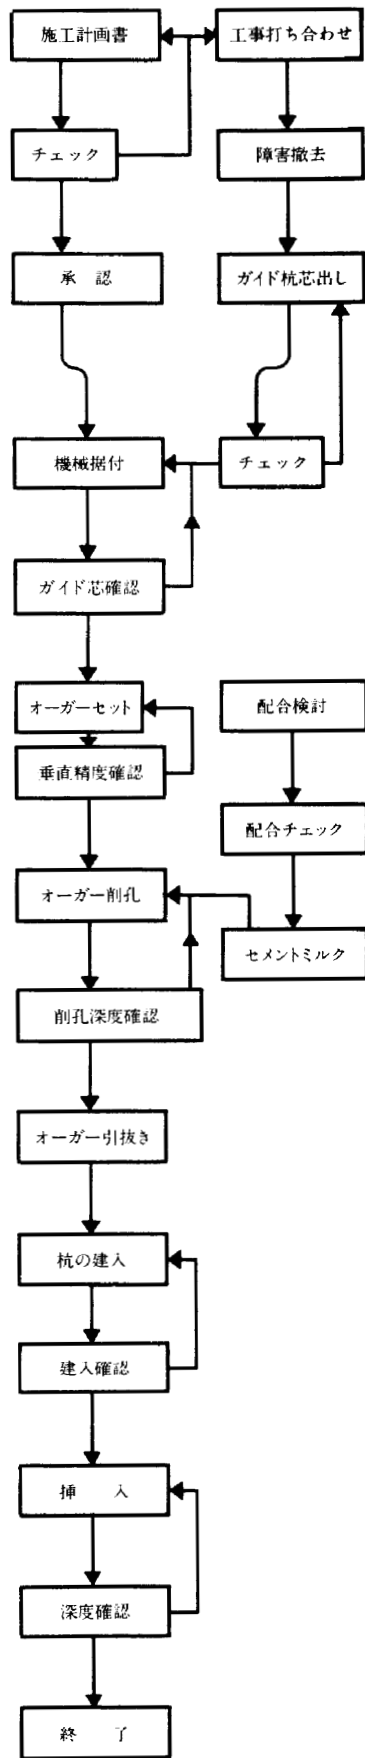 施工計画書
工事打ち合わせ
チェック
障害撤去
承認
ガイド杭芯出し
機械据付
チェック
ガイド芯確認
オーガーセット
配合検討
垂直精度確認
配合チェック
オーガー削孔
セメントミルク
削孔深度確認
オーガー引抜き
杭の建入
建入確認
挿入
深度確認
終了